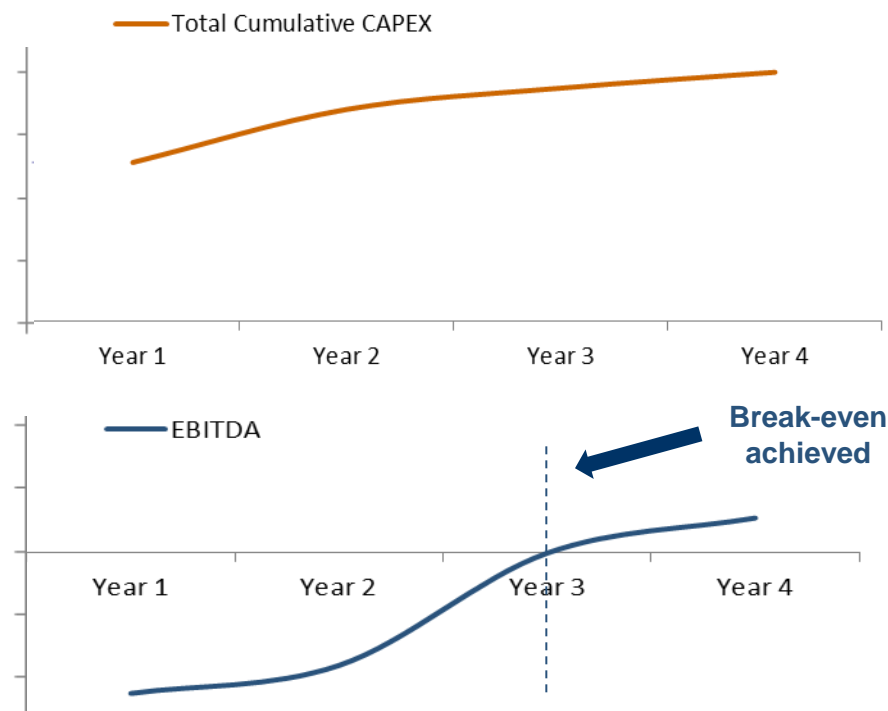 Total Cumulative CAPEX
Year 1
Year 2
Year 3
Year 4
EBITDA
Break-even
achieved
Year 1
Year 2
Year 3
Year 4